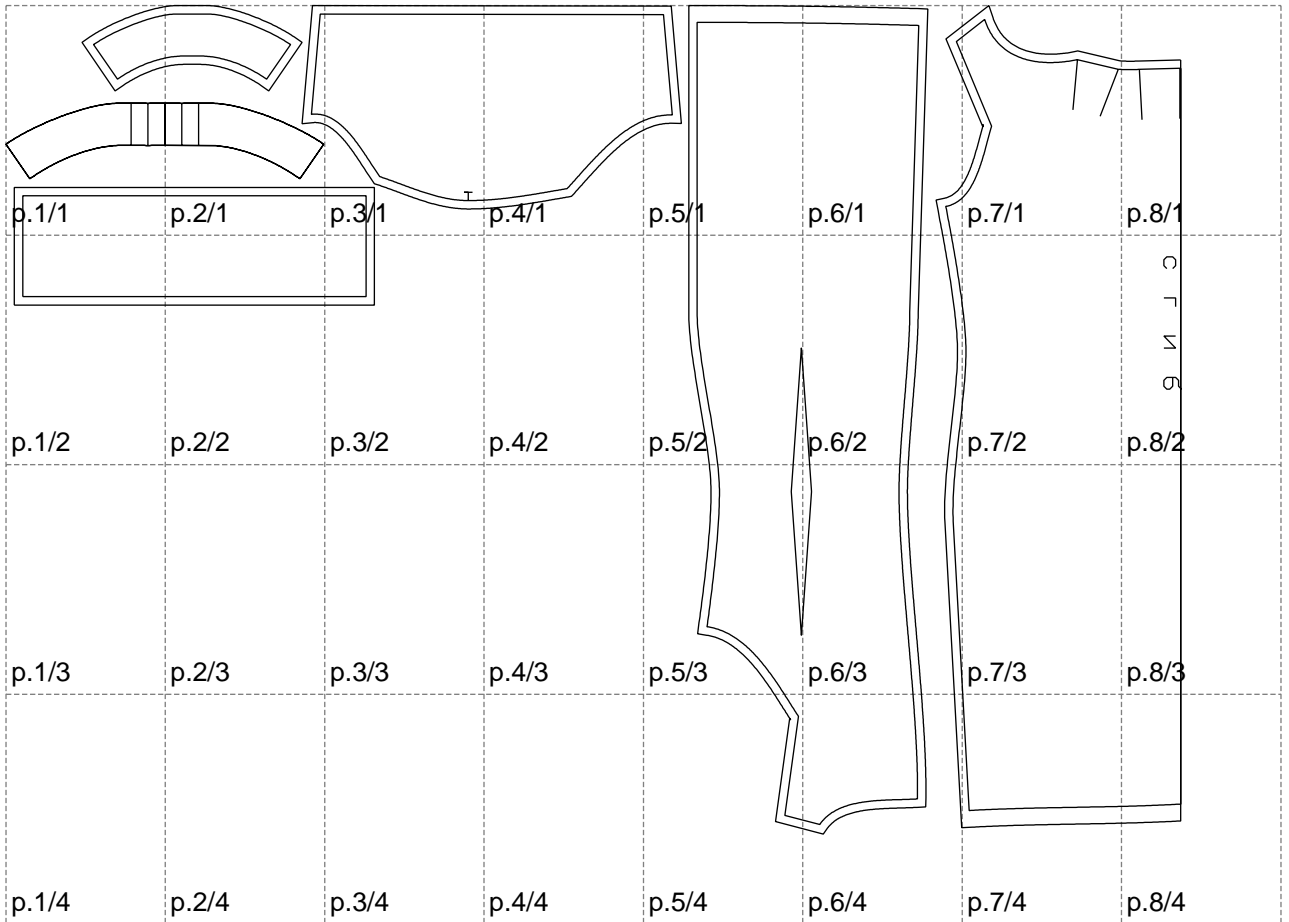 p.1/1 p.2/1 p.3/1 p.4/1 p.5/1 p.6/1 p.7/1 p.8/1
С Г И Б
p.1/2 p.2/2 p.3/2 p.4/2 p.5/2 p.6/2 p.7/2 p.8/2
p.1/3 p.2/3 p.3/3 p.4/3 p.5/3 p.6/3 p.7/3 p.8/3
p.1/4 p.2/4 p.3/4 p.4/4 p.5/4 p.6/4 p.7/4 p.8/4